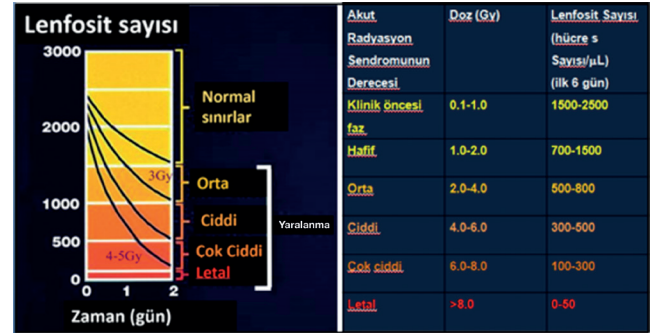 Lenfosit sayısı
3000
2000
1000
500
0
0 1 2
Zaman (gün)
3Gy
4-5Gy
Normal
sınırlar
Orta
Ciddi
Çok Ciddi
Letal
Yaralanma
Akut
Radyasyon
Sendromunun
Derecesi
Doz (Gy)
Lenfosit Sayısı
(hücre s
Sayısı/µL)
(ilk 6 gün)
Klinik öncesi
faz
0.1-1.0
1500-2500
Hafif
1.0-2.0
700-1500
Orta
2.0-4.0
500-800
Ciddi
4.0-6.0
300-500
Çok ciddi
6.0-8.0
100-300
Letal
>8.0
0-50